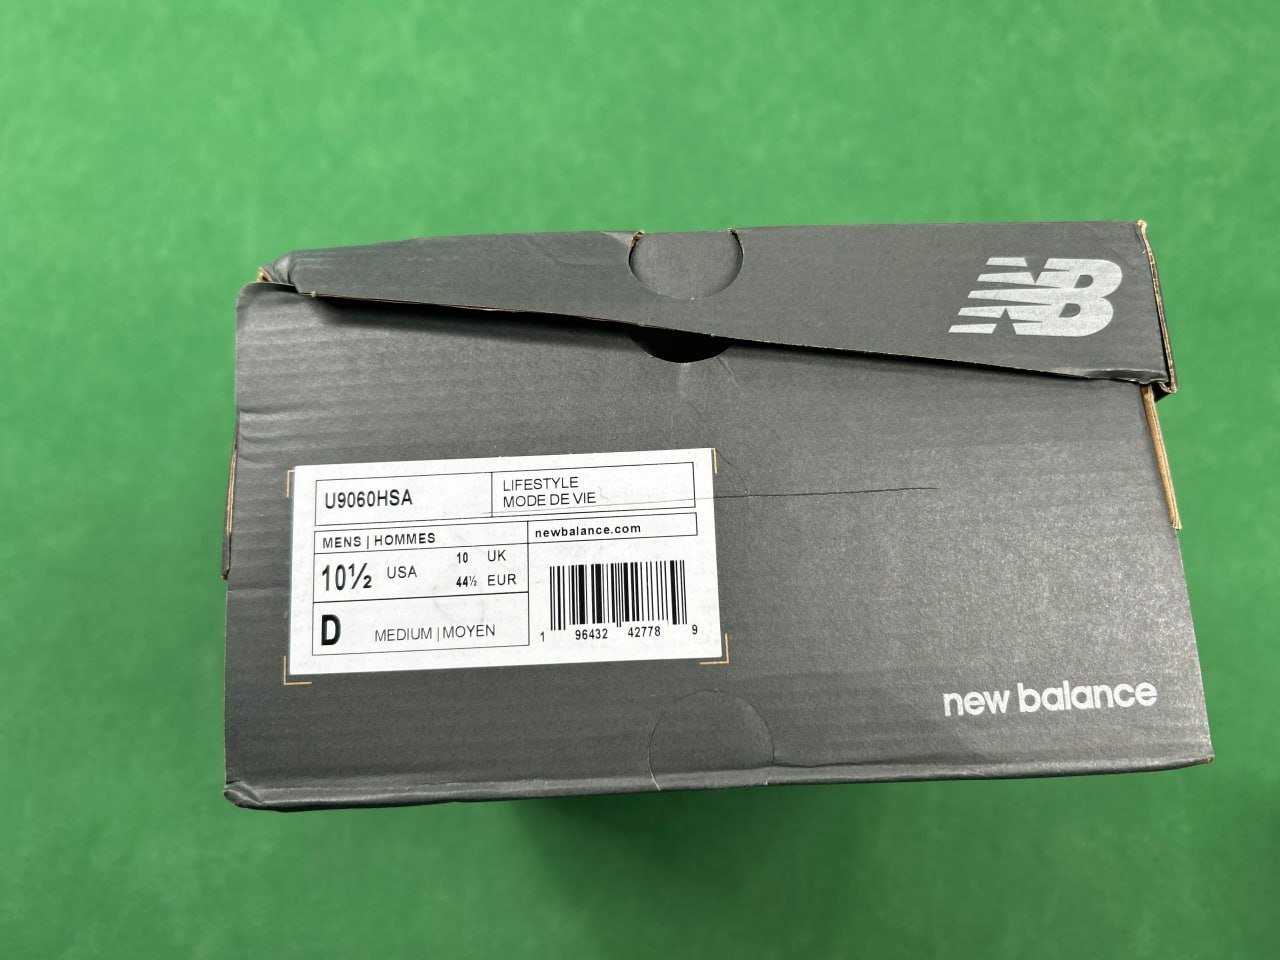 NB
U9060HSA
LIFESTYLE
MODE DE VIE
MENS | HOMMES
newbalance.com
10½ USA
10 UK
44½ EUR
D MEDIUM | MOYEN
1 96432 42778 9
new balance